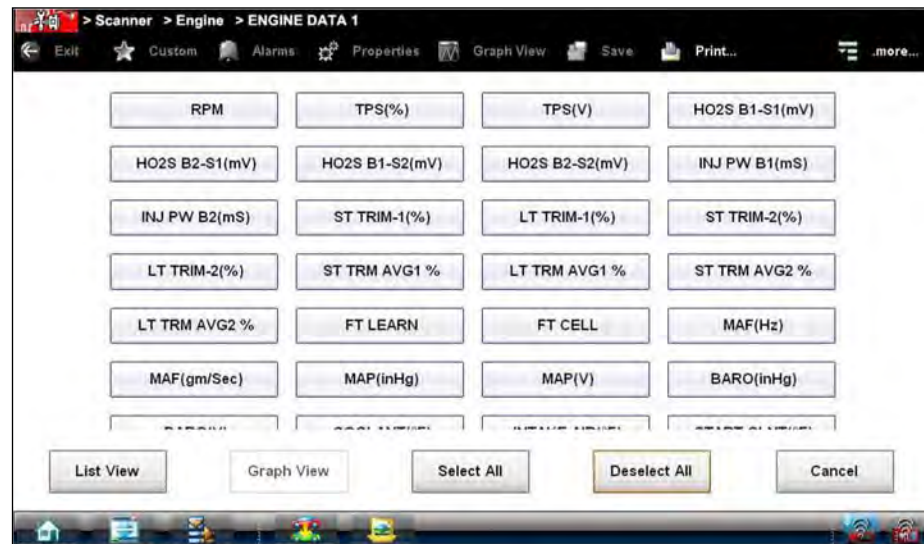 > Scanner > Engine > ENGINE DATA 1
Exit Custom Alarms Properties Graph View Save Print... .more...
RPM TPS(%) TPS(V) HO2S B1-S1(mV)
HO2S B2-S1(mV) HO2S B1-S2(mV) HO2S B2-S2(mV) INJ PW B1(mS)
INJ PW B2(mS) ST TRIM-1(%) LT TRIM-1(%) ST TRIM-2(%)
LT TRIM-2(%) ST TRM AVG1 % LT TRM AVG1 % ST TRM AVG2 %
LT TRM AVG2 % FT LEARN FT CELL MAF(Hz)
MAF(gm/Sec) MAP(inHg) MAP(V) BARO(inHg)
List View Graph View Select All Deselect All Cancel